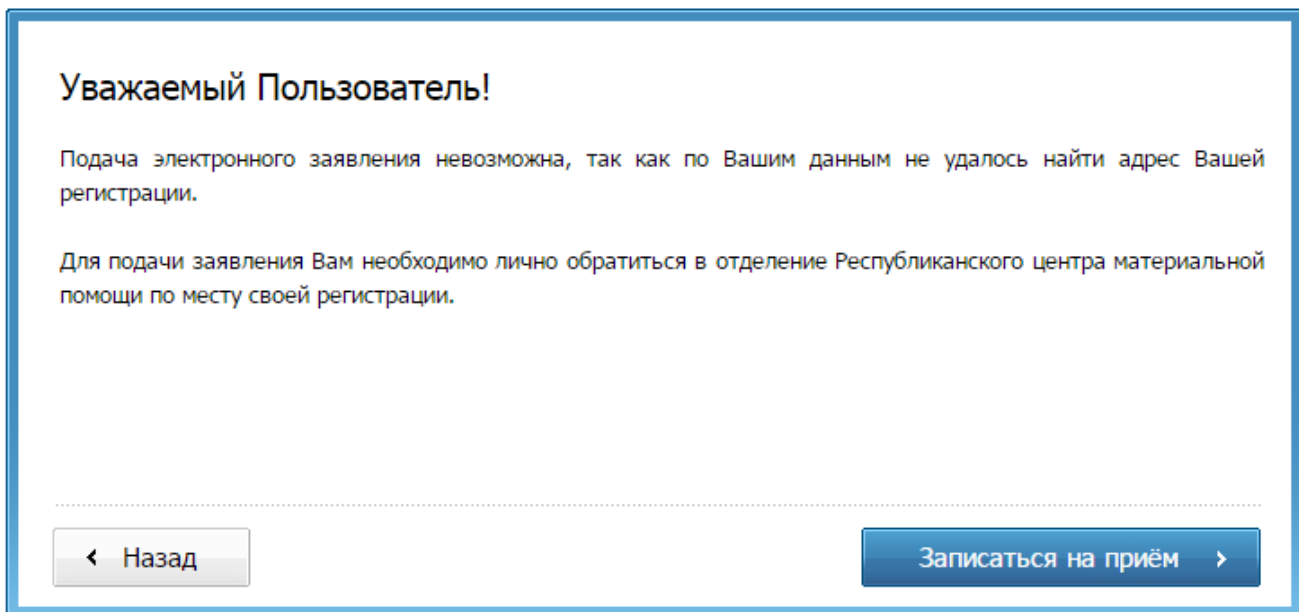 Уважаемый Пользователь!
Подача электронного заявления невозможна, так как по Вашим данным не удалось найти адрес Вашей
регистрации.
Для подачи заявления Вам необходимо лично обратиться в отделение Республиканского центра материальной
помощи по месту своей регистрации.
Назад
Записаться на приём